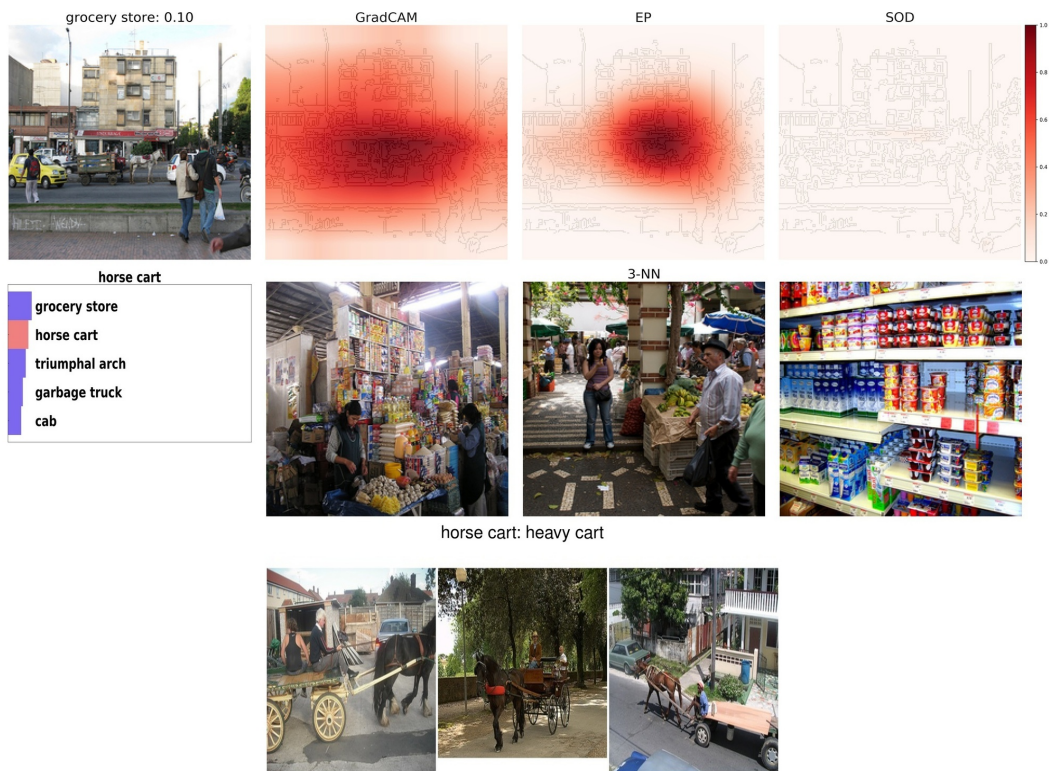 grocery store: 0.10
GradCAM
EP
SOD
1.0
0.8
0.6
0.4
0.2
0.0
horse cart
grocery store
horse cart
triumphal arch
garbage truck
cab
3-NN
horse cart: heavy cart